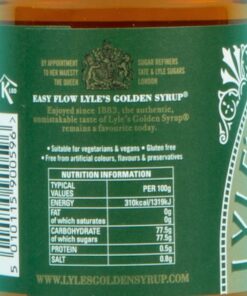 BY APPOINTMENT
TO HER MAJESTY
THE QUEEN
SUGAR REFINERS
TATE & LYLE SUGARS
LONDON
EASY FLOW LYLE'S GOLDEN SYRUP®
Enjoyed since 1883, the authentic,
unmistakable taste of Lyle's Golden Syrup®
remains a favourite today.
• Suitable for vegetarians & vegans • Gluten free
• Free from artificial colours, flavours & preservatives
NUTRITION INFORMATION
TYPICAL VALUES PER 100g
ENERGY 310kcal/1319kJ
FAT 0g
of which saturates 0g
CARBOHYDRATE 77.5g
of which sugars 77.5g
PROTEIN 0.5g
SALT 0.8g
WWW.LYLESGOLDENSYRUP.COM
5 010115 900596